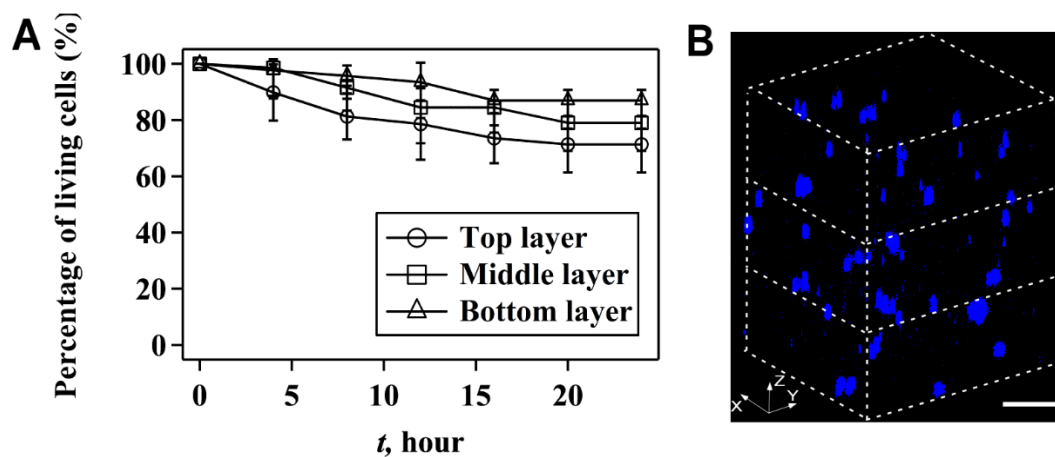 A
Percentage of living cells (%)
100
80
60
40
20
0
Top layer
Middle layer
Bottom layer
0 5 10 15 20
t, hour
B
X Z Y